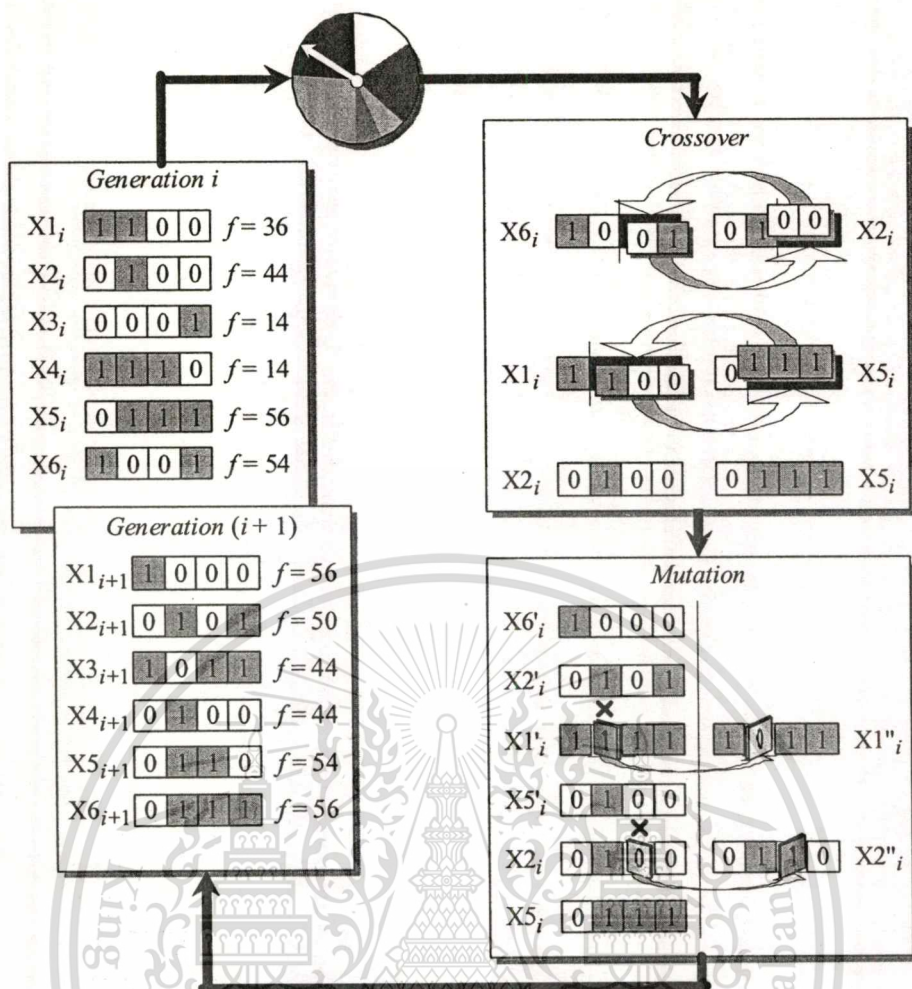 Generation i
X1i 1 1 0 0 f = 36
X2i 0 1 0 0 f = 44
X3i 0 0 0 1 f = 14
X4i 1 1 1 0 f = 14
X5i 0 1 1 1 f = 56
X6i 1 0 0 1 f = 54
Crossover
X6i 1 0 0 1 0 1 0 0 X2i
X1i 1 1 0 0 0 1 1 1 X5i
X2i 0 1 0 0 0 1 1 1 X5i
Mutation
X6'i 1 0 0 0
X2'i 0 1 0 1
X1'i 1 1 1 1 1 0 1 1 X1"i
X5'i 0 1 0 0
X2i 0 1 0 0 0 1 1 0 X2"i
X5i 0 1 1 1
Generation (i + 1)
X1i+1 1 0 0 0 f = 56
X2i+1 0 1 0 1 f = 50
X3i+1 1 0 1 1 f = 44
X4i+1 0 1 0 0 f = 44
X5i+1 0 1 1 0 f = 54
X6i+1 0 1 1 1 f = 56
King